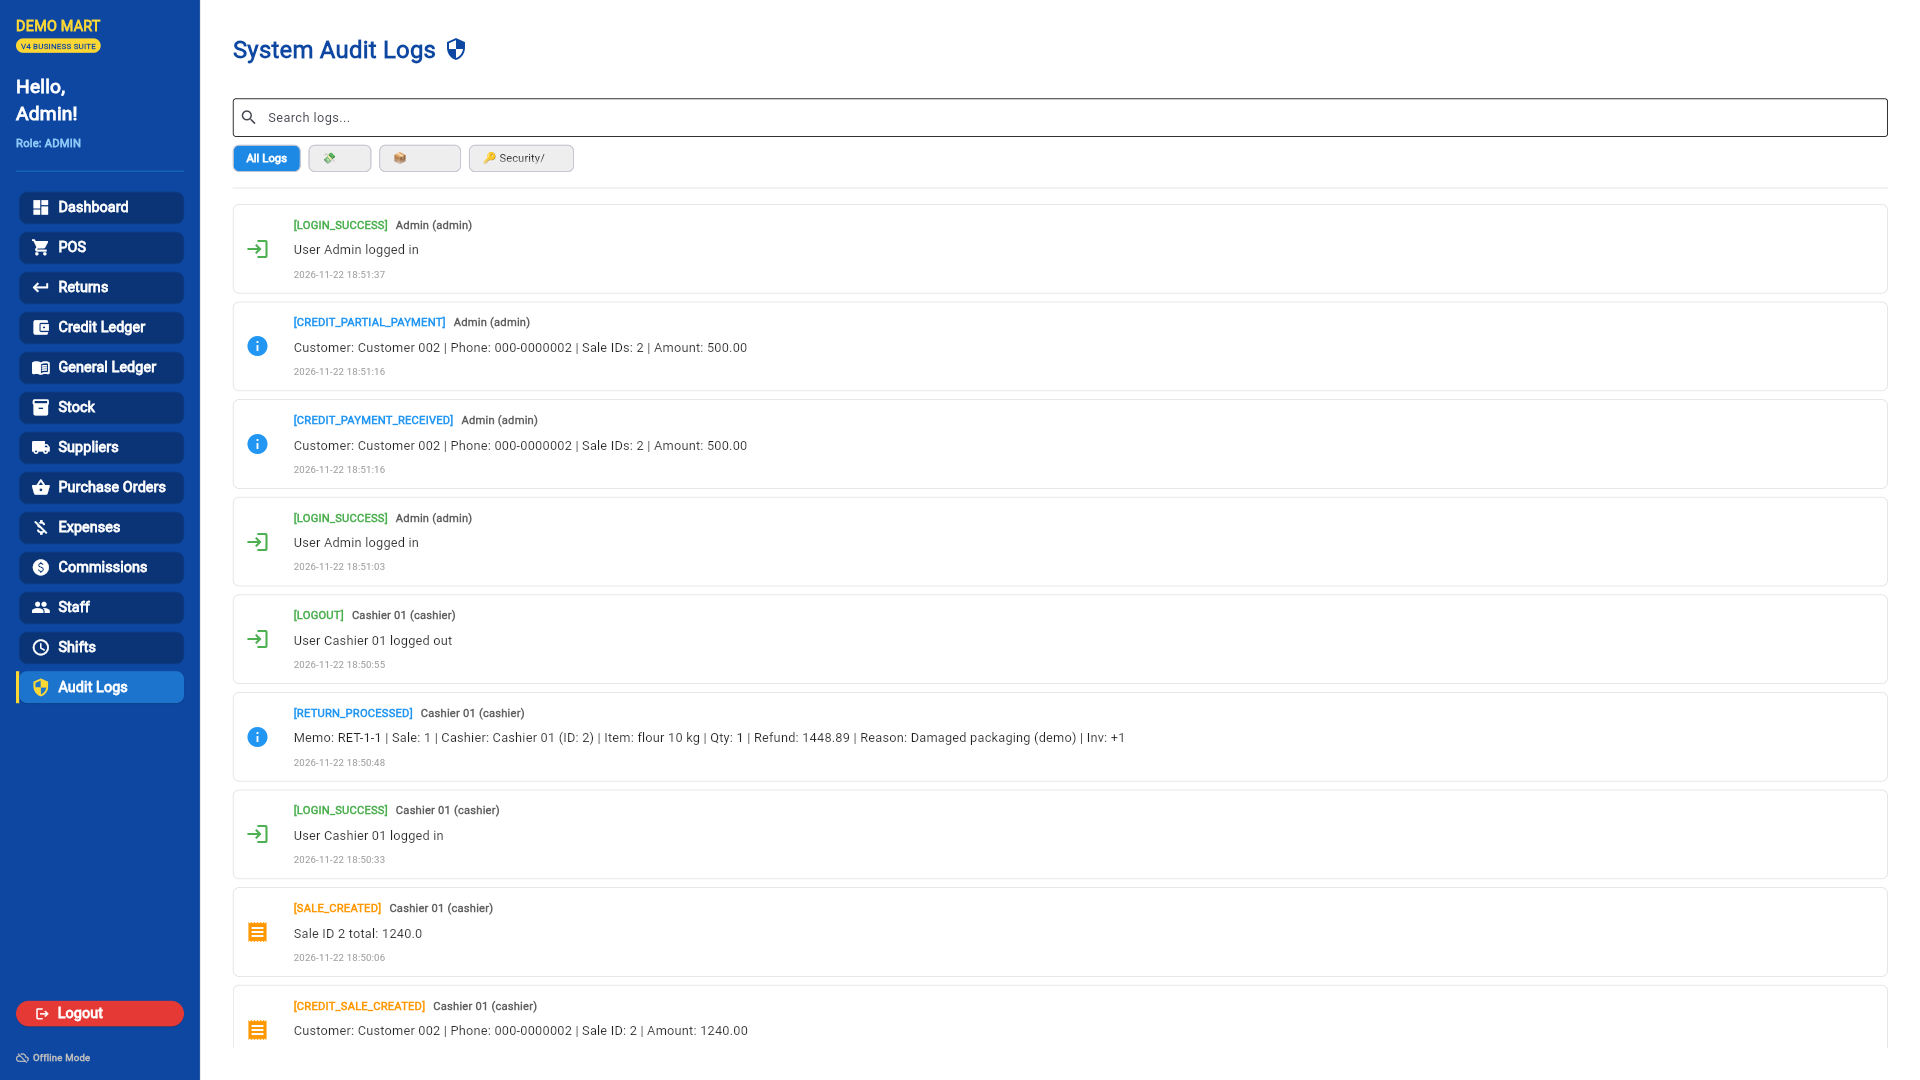 DEMO MART
V4 BUSINESS SUITE
Hello,
Admin!
Role: ADMIN
Dashboard
POS
Returns
Credit Ledger
General Ledger
Stock
Suppliers
Purchase Orders
Expenses
Commissions
Staff
Shifts
Audit Logs
Logout
Offline Mode
System Audit Logs
Search logs...
All Logs
Security/
[LOGIN_SUCCESS] Admin (admin)
User Admin logged in
2026-11-22 18:51:37
[CREDIT_PARTIAL_PAYMENT] Admin (admin)
Customer: Customer 002 | Phone: 000-0000002 | Sale IDs: 2 | Amount: 500.00
2026-11-22 18:51:16
[CREDIT_PAYMENT_RECEIVED] Admin (admin)
Customer: Customer 002 | Phone: 000-0000002 | Sale IDs: 2 | Amount: 500.00
2026-11-22 18:51:16
[LOGIN_SUCCESS] Admin (admin)
User Admin logged in
2026-11-22 18:51:03
[LOGOUT] Cashier 01 (cashier)
User Cashier 01 logged out
2026-11-22 18:50:55
[RETURN_PROCESSED] Cashier 01 (cashier)
Memo: RET-1-1 | Sale: 1 | Cashier: Cashier 01 (ID: 2) | Item: flour 10 kg | Qty: 1 | Refund: 1448.89 | Reason: Damaged packaging (demo) | Inv: +1
2026-11-22 18:50:48
[LOGIN_SUCCESS] Cashier 01 (cashier)
User Cashier 01 logged in
2026-11-22 18:50:33
[SALE_CREATED] Cashier 01 (cashier)
Sale ID 2 total: 1240.0
2026-11-22 18:50:06
[CREDIT_SALE_CREATED] Cashier 01 (cashier)
Customer: Customer 002 | Phone: 000-0000002 | Sale ID: 2 | Amount: 1240.00